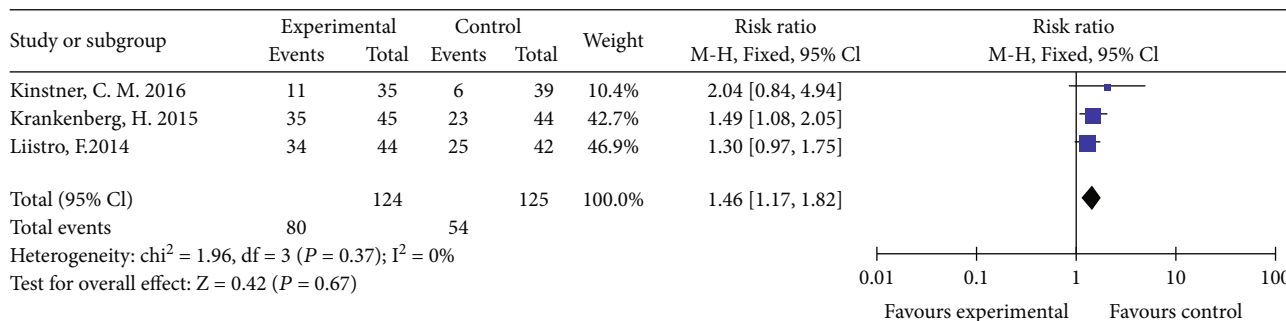 Study or subgroup Experimental Control Weight Risk ratio Risk ratio
Events Total Events Total M-H, Fixed, 95% Cl M-H, Fixed, 95% Cl
Kinstner, C. M. 2016 11 35 6 39 10.4% 2.04 [0.84, 4.94]
Krankenberg, H. 2015 35 45 23 44 42.7% 1.49 [1.08, 2.05]
Liistro, F.2014 34 44 25 42 46.9% 1.30 [0.97, 1.75]
Total (95% Cl) 124 125 100.0% 1.46 [1.17, 1.82]
Total events 80 54
Heterogeneity: chi² = 1.96, df = 3 (P = 0.37); I² = 0%
Test for overall effect: Z = 0.42 (P = 0.67)
0.01 0.1 1 10 100
Favours experimental Favours control